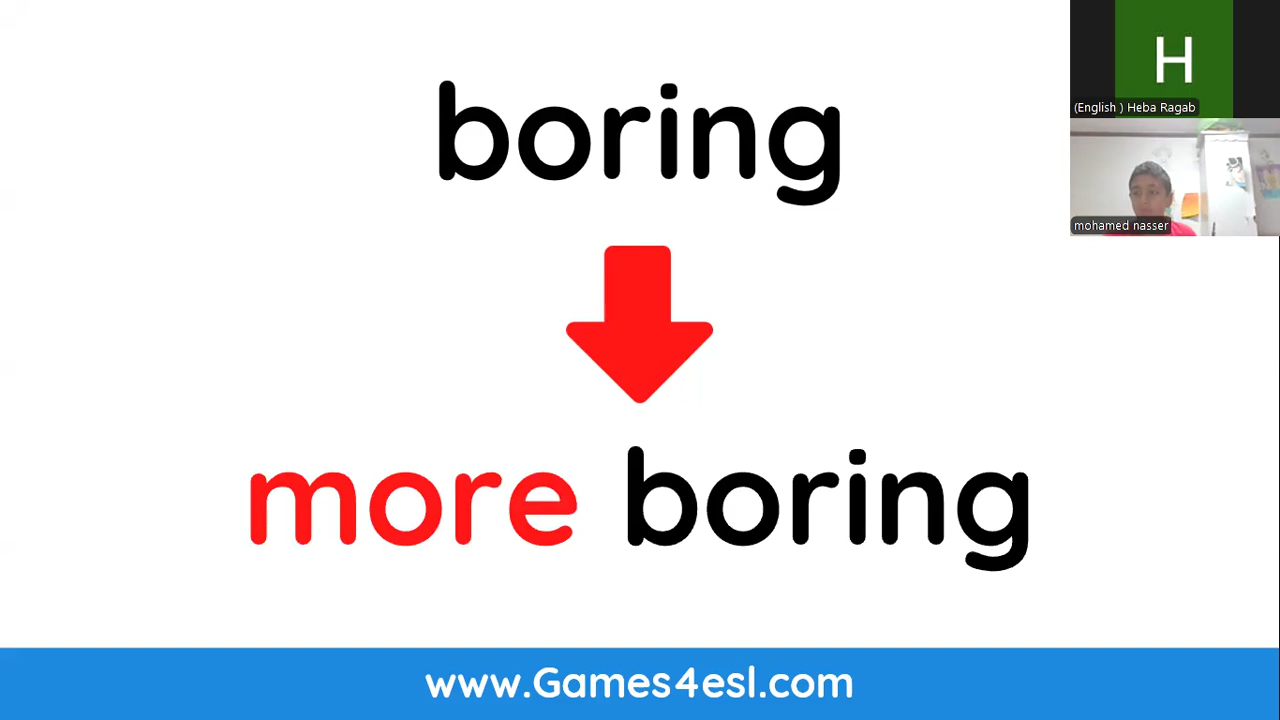 boring
more boring
www.Games4esl.com
H
(English ) Heba Ragab
mohamed nasser